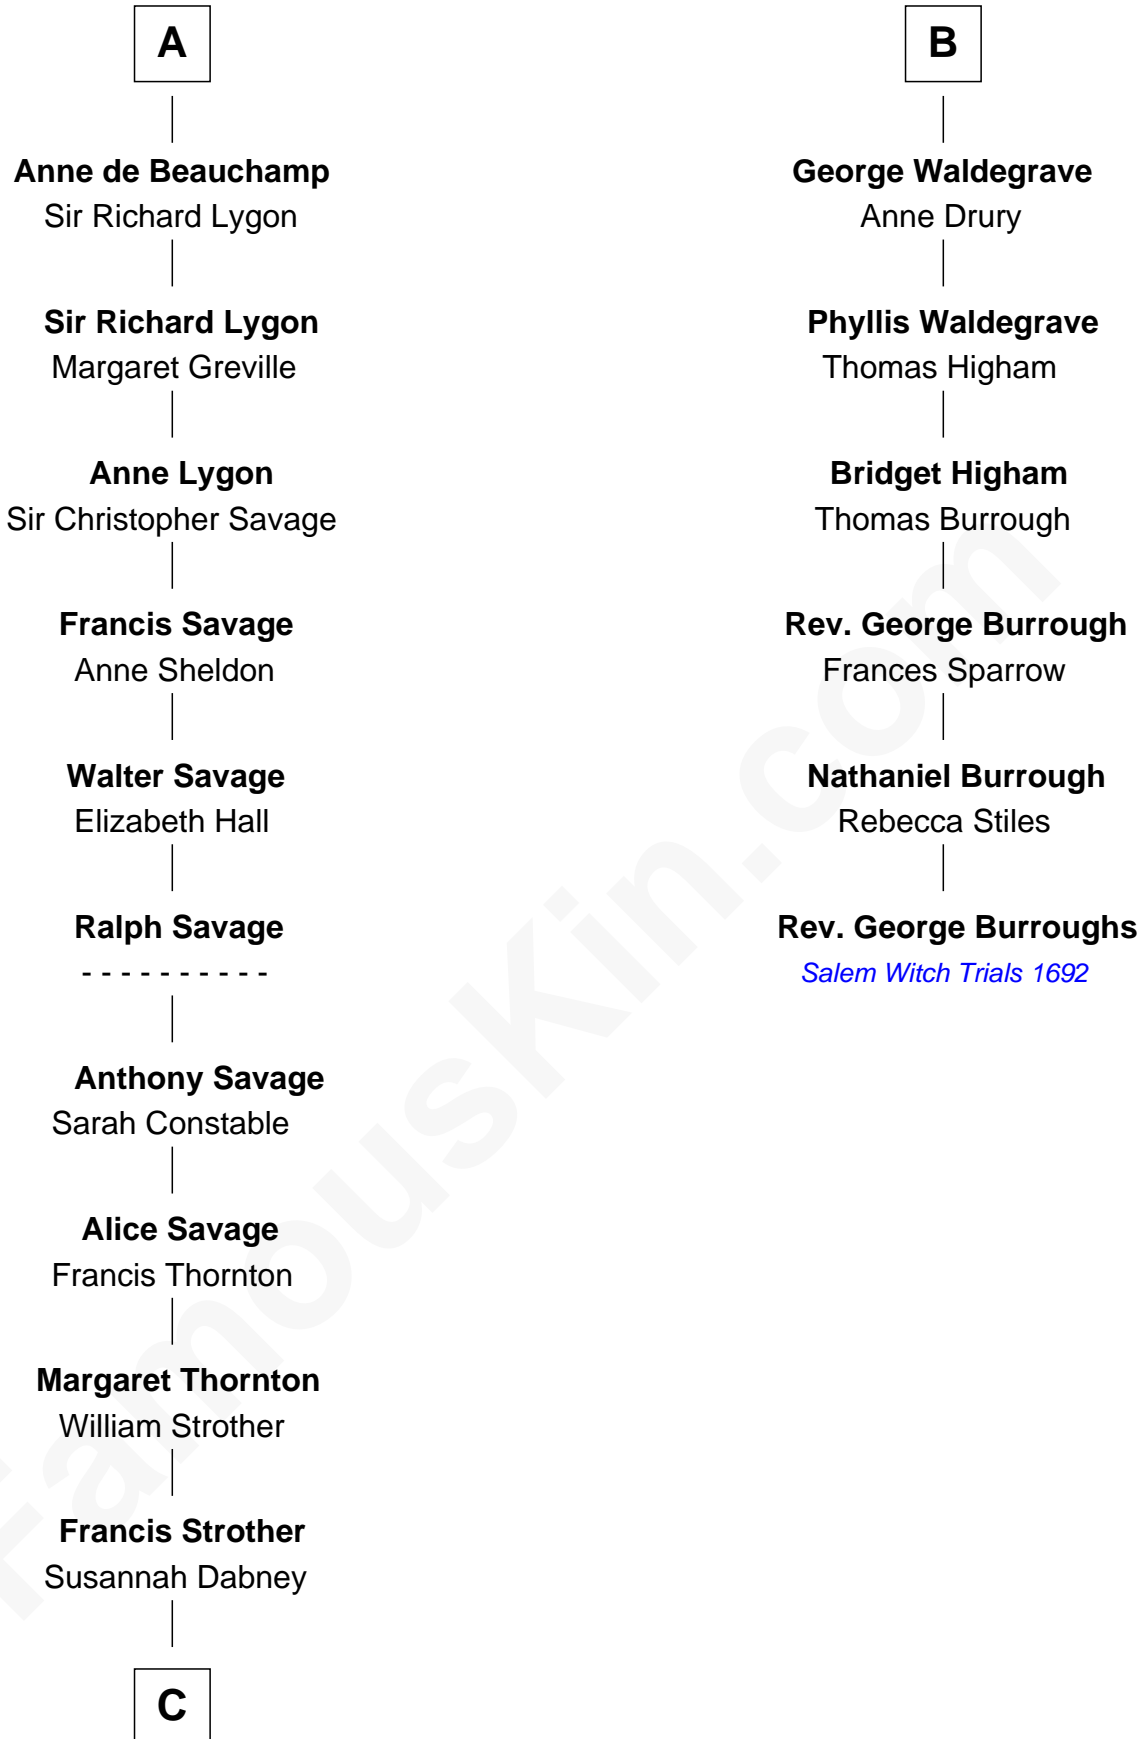 A
Anne de Beauchamp
Sir Richard Lygon
Sir Richard Lygon
Margaret Greville
Anne Lygon
Sir Christopher Savage
Francis Savage
Anne Sheldon
Walter Savage
Elizabeth Hall
Ralph Savage
- - - - - - - - - -
Anthony Savage
Sarah Constable
Alice Savage
Francis Thornton
Margaret Thornton
William Strother
Francis Strother
Susannah Dabney
C
B
George Waldegrave
Anne Drury
Phyllis Waldegrave
Thomas Higham
Bridget Higham
Thomas Burrough
Rev. George Burrough
Frances Sparrow
Nathaniel Burrough
Rebecca Stiles
Rev. George Burroughs
Salem Witch Trials 1692
FamousKin.com